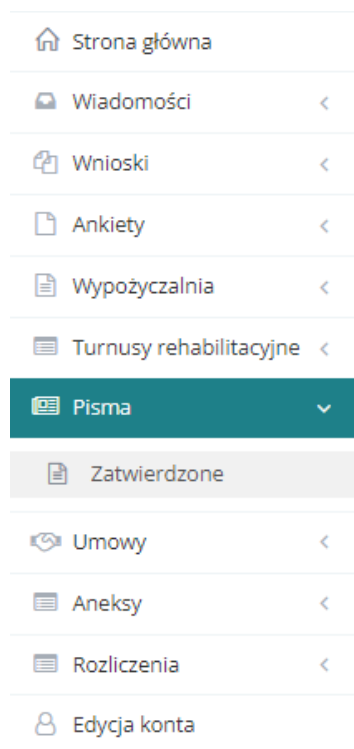 Strona główna
Wiadomości
Wnioski
Ankiety
Wypożyczalnia
Turnusy rehabilitacyjne
Pisma
Zatwierdzone
Umowy
Aneksy
Rozliczenia
Edycja konta